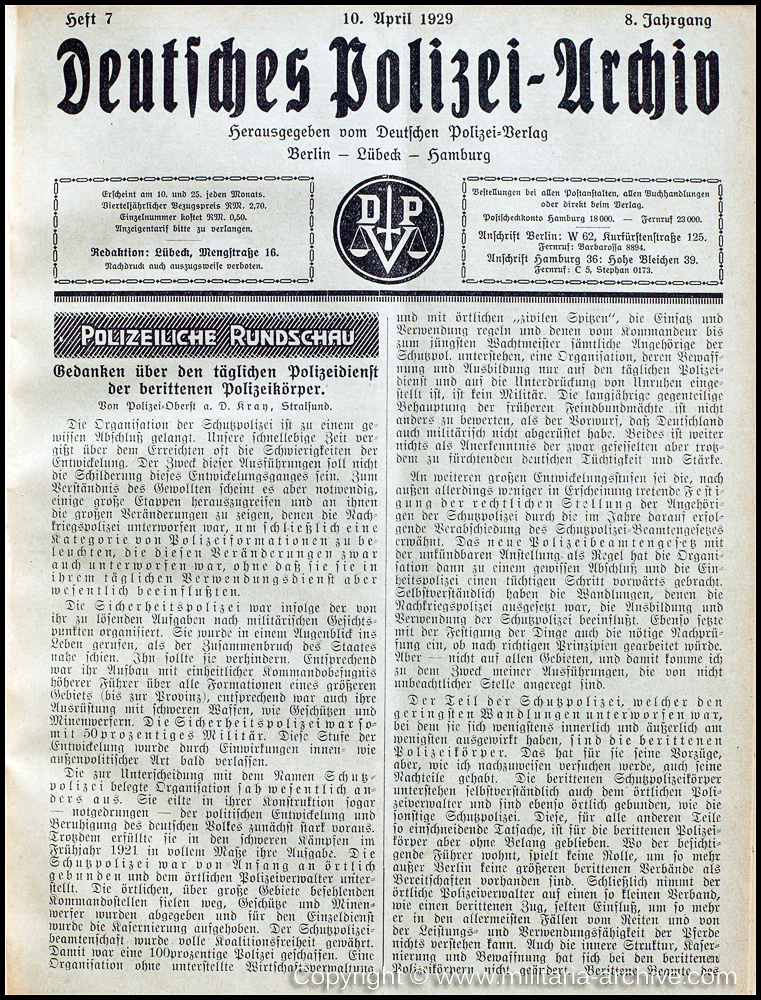 Heft 7
10. April 1929
8. Jahrgang
Deutsches Polizei-Archiv
Herausgegeben vom Deutschen Polizei-Verlag
Berlin – Lübeck – Hamburg
Erscheint am 10. und 25. jeden Monats.
Vierteljährlicher Bezugspreis RM. 2,70.
Einzelnummer kostet RM. 0,50.
Anzeigentarif bitte zu verlangen.
Redaktion: Lübeck, Mengstraße 16.
Nachdruck auch auszugsweise verboten.
D P V
Bestellungen bei allen Postanstalten, allen Buchhandlungen
oder direkt beim Verlag.
Postscheckkonto Hamburg 18000. — Fernruf 23000.
Anschrift Berlin: W 62, Kurfürstenstraße 125.
Fernruf: Barbarossa 8894.
Anschrift Hamburg 36: Hohe Bleichen 39.
Fernruf: C 5, Stephan 0173.
POLIZEILICHE RUNDSCHAU
Gedanken über den täglichen Polizeidienst
der berittenen Polizeikörper.
Von Polizei-Oberst a. D. Kray, Stralsund.
Die Organisation der Schutzpolizei ist zu einem ge-
wissen Abschluß gelangt. Unsere schnellebige Zeit ver-
gißt über dem Erreichten oft die Schwierigkeiten der
Entwickelung. Der Zweck dieser Ausführungen soll nicht
die Schilderung dieses Entwickelungsganges sein. Zum
Verständnis des Gewollten scheint es aber notwendig,
einige große Etappen herauszugreifen und an ihnen
die großen Veränderungen zu zeigen, denen die Nach-
kriegspolizei unterworfen war, um schließlich eine
Kategorie von Polizeiformationen zu be-
leuchten, die diesen Veränderungen zwar
auch unterworfen war, ohne daß sie sie in
ihrem täglichen Verwendungsdienst aber
wesentlich beeinflußten.
Die Sicherheitspolizei war infolge der von
ihr zu lösenden Aufgaben nach militärischen Gesichts-
punkten organisiert. Sie wurde in einem Augenblick ins
Leben gerufen, als der Zusammenbruch des Staates
nahe schien. Ihn sollte sie verhindern. Entsprechend
war ihr Aufbau mit einheitlicher Kommandobefugnis
höherer Führer über alle Formationen eines größeren
Gebiets (bis zur Provinz), entsprechend war auch ihre
Ausrüstung mit schweren Waffen, wie Geschützen und
Minenwerfern. Die Sicherheitspolizei war so-
mit 50prozentiges Militär. Diese Stufe der
Entwickelung wurde durch Einwirkungen innen- wie
außenpolitischer Art bald verlassen.
Die zur Unterscheidung mit dem Namen Schutz-
polizei belegte Organisation sah wesentlich an-
ders aus. Sie eilte in ihrer Konstruktion sogar
— notgedrungen — der politischen Entwickelung und
Beruhigung des deutschen Volkes zunächst stark voraus.
Trotzdem erfüllte sie in den schweren Kämpfen im
Frühjahr 1921 in vollem Maße ihre Aufgabe. Die
Schutzpolizei war von Anfang an örtlich
gebunden und dem örtlichen Polizeiverwalter unter-
stellt. Die örtlichen, über große Gebiete befehlenden
Kommandostellen fielen weg, Geschütze und Minen-
werfer wurden abgegeben und für den Einzeldienst
wurde die Kasernierung aufgehoben. Der Schutzpolizei-
beamtenschaft wurde volle Koalitionsfreiheit gewährt.
Damit war eine 100prozentige Polizei geschaffen. Eine
Organisation ohne unterstellte Wirtschaftsverwaltung
und mit örtlichen „zivilen Spitzen“, die Einsatz und
Verwendung regeln und denen vom Kommandeur bis
zum jüngsten Wachtmeister sämtliche Angehörige der
Schutzpol. unterstehen, eine Organisation, deren Bewaff-
nung und Ausbildung nur auf den täglichen Polizei-
dienst und auf die Unterdrückung von Unruhen einge-
stellt ist, ist kein Militär. Die langjährige gegenteilige
Behauptung der früheren Feindbundmächte ist nicht
anders zu bewerten, als der Vorwurf, daß Deutschland
auch militärisch nicht abgerüstet habe. Beides ist weiter
nichts als Anerkenntnis der zwar gefesselten aber trotz-
dem zu fürchtenden deutschen Tüchtigkeit und Stärke.
An weiteren großen Entwickelungsstufen sei die, nach
außen allerdings weniger in Erscheinung tretende Festi-
gung der rechtlichen Stellung der Angehöri-
gen der Schutzpolizei durch die im Jahre darauf erfol-
gende Verabschiedung des Schutzpolizei-Beamtengesetzes
erwähnt. Das neue Polizeibeamtengesetz mit
der unkündbaren Anstellung als Regel hat die Organi-
sation dann zu einem gewissen Abschluß und die Ein-
heitspolizei einen tüchtigen Schritt vorwärts gebracht.
Selbstverständlich haben die Wandlungen, denen die
Nachkriegspolizei ausgesetzt war, die Ausbildung und
Verwendung der Schutzpolizei beeinflußt. Ebenso setzte
mit der Festigung der Dinge auch die nötige Nachprü-
fung ein, ob nach richtigen Prinzipien gearbeitet würde.
Aber — nicht auf allen Gebieten, und damit komme ich
zu dem Zweck meiner Ausführungen, die von nicht
unbeachtlicher Stelle angeregt sind.
Der Teil der Schutzpolizei, welcher den
geringsten Wandlungen unterworfen war,
bei dem sie sich wenigstens innerlich und äußerlich am
wenigsten ausgewirkt haben, sind die berittenen
Polizeikörper. Das hat für sie seine Vorzüge,
aber, wie ich nachzuweisen versuchen werde, auch seine
Nachteile gehabt. Die berittenen Schutzpolizeikörper
unterstehen selbstverständlich auch dem örtlichen Poli-
zeiverwalter und sind ebenso örtlich gebunden, wie die
sonstige Schutzpolizei. Diese, für alle anderen Teile
so einschneidende Tatsache, ist für die berittenen Polizei-
körper aber ohne Belang geblieben. Wo der besichti-
gende Führer wohnt, spielt keine Rolle, um so mehr
außer Berlin keine größeren berittenen Verbände als
Bereitschaften vorhanden sind. Schließlich nimmt der
örtliche Polizeiverwalter auf einen so kleinen Verband,
wie einen berittenen Zug, selten Einfluß, um so mehr
er in den allermeisten Fällen vom Reiten und von
der Leistungs- und Verwendungsfähigkeit der Pferde
nichts verstehen kann. Auch die innere Struktur, Kaser-
nierung und Bewaffnung hat sich bei den berittenen
Polizeikörpern nicht geändert. Berittene Beamte des
Copyright © www.militaria-archive.com